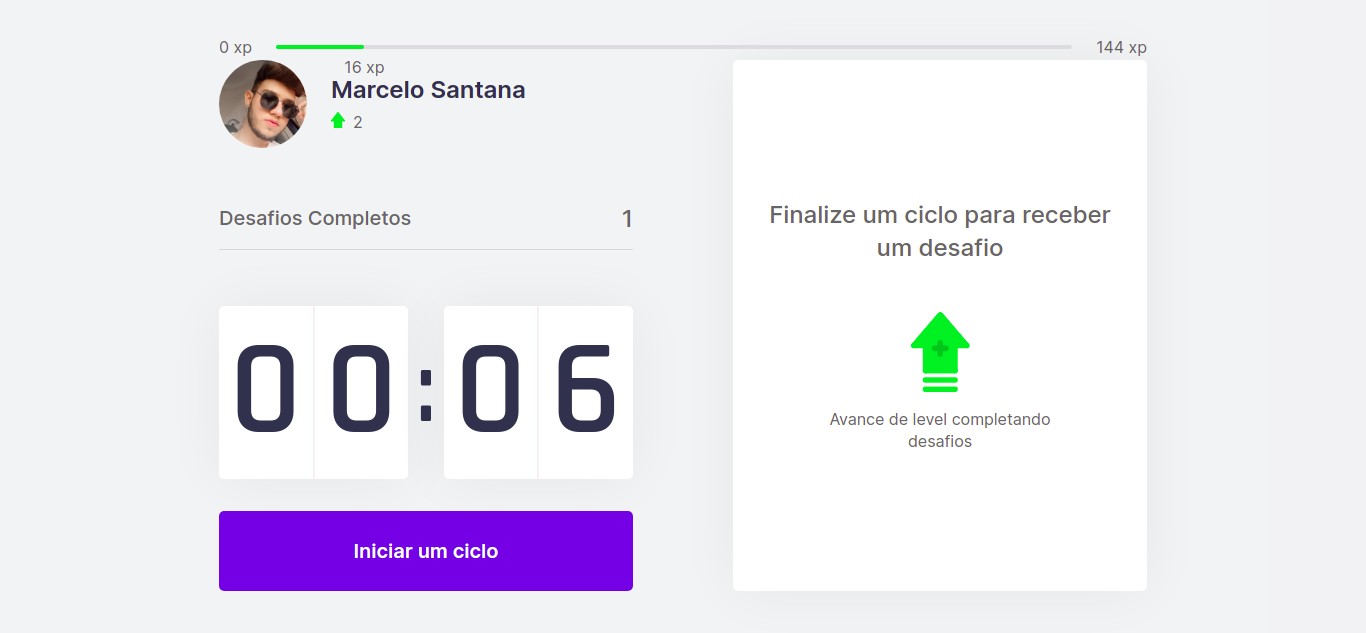 0 xp
144 xp
16 xp
Marcelo Santana
2
Desafios Completos 1
00:06
Iniciar um ciclo
Finalize um ciclo para receber
um desafio
Avance de level completando
desafios